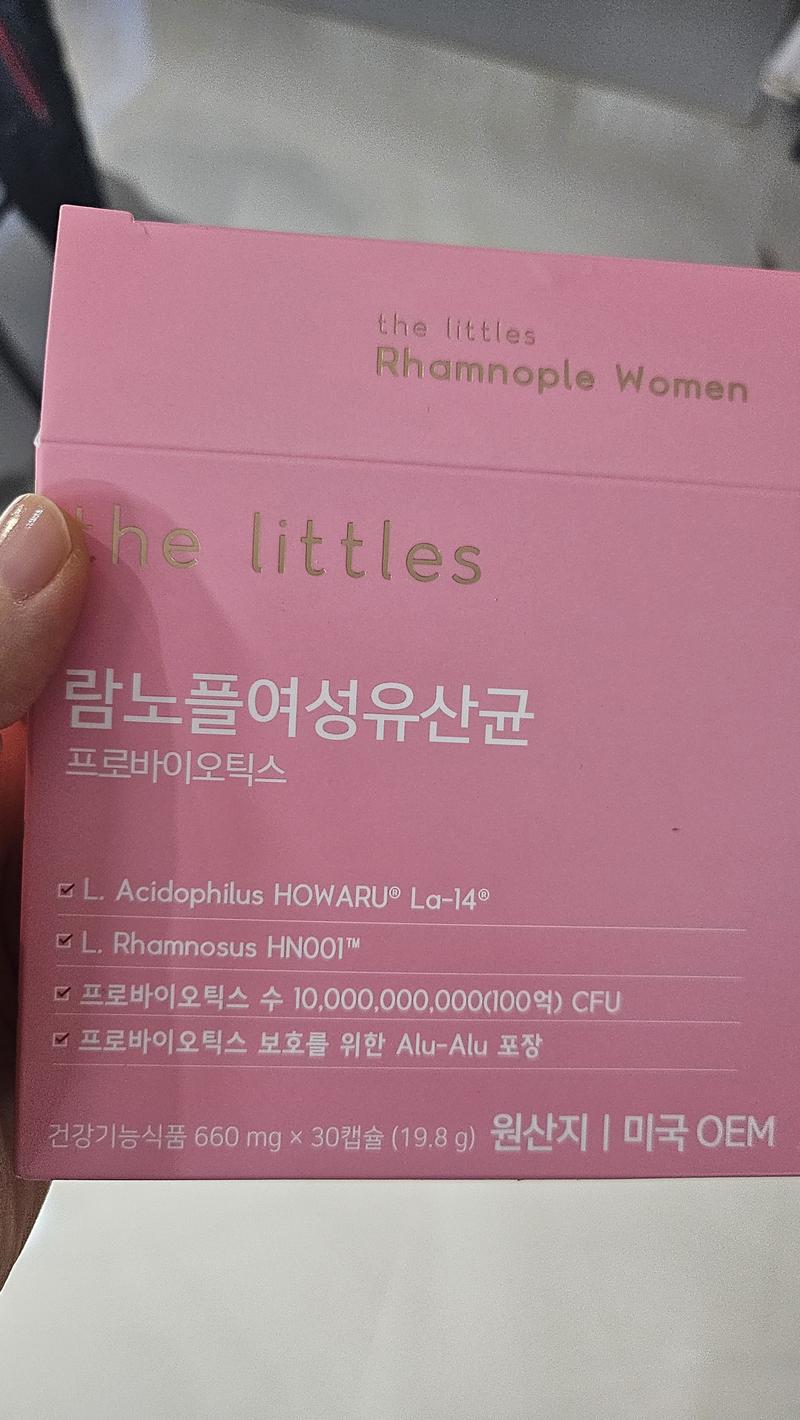 the littles
Rhamnople Women
the littles
람노플여성유산균
프로바이오틱스
L. Acidophilus HOWARU® La-14®
L. Rhamnosus HN001™
프로바이오틱스 수 10,000,000,000(100억) CFU
프로바이오틱스 보호를 위한 Alu-Alu 포장
건강기능식품 660 mg × 30캡슐 (19.8 g) 원산지 | 미국 OEM